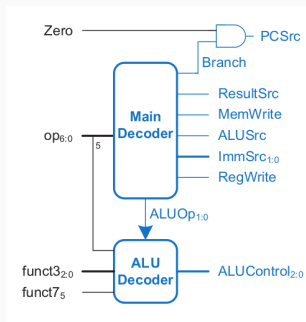 Zero
PCSrc
Branch
ResultSrc
Main
Decoder
MemWrite
op6:0
5
ALUSrc
ImmSrc1:0
RegWrite
ALUOp1:0
funct32:0
funct75
ALU
Decoder
ALUControl2:0